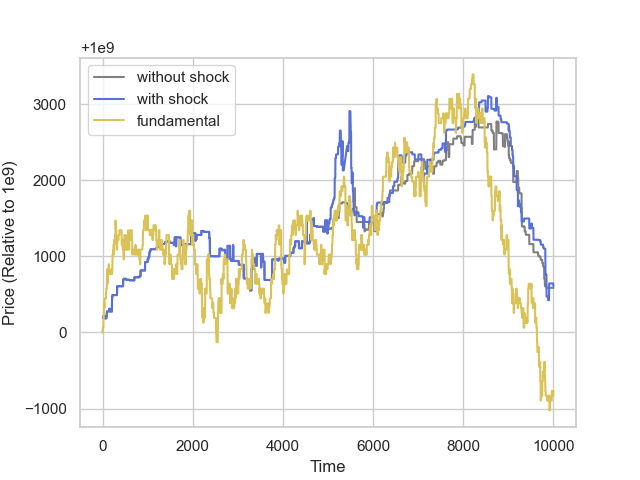 +1e9
without shock
with shock
fundamental
3000
2000
1000
0
−1000
Price (Relative to 1e9)
0
2000
4000
6000
8000
10000
Time